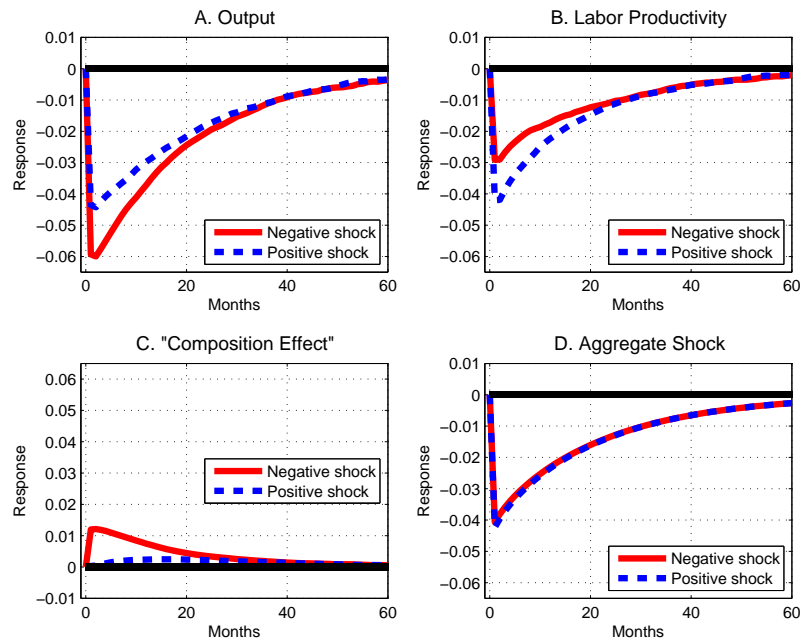 A. Output
0.01
0
−0.01
−0.02
−0.03
−0.04
−0.05
−0.06
Response
Negative shock
Positive shock
0 20 40 60
Months
B. Labor Productivity
0.01
0
−0.01
−0.02
−0.03
−0.04
−0.05
−0.06
Response
Negative shock
Positive shock
0 20 40 60
Months
C. "Composition Effect"
0.06
0.05
0.04
0.03
0.02
0.01
0
−0.01
Response
Negative shock
Positive shock
0 20 40 60
Months
D. Aggregate Shock
0.01
0
−0.01
−0.02
−0.03
−0.04
−0.05
−0.06
Response
Negative shock
Positive shock
0 20 40 60
Months